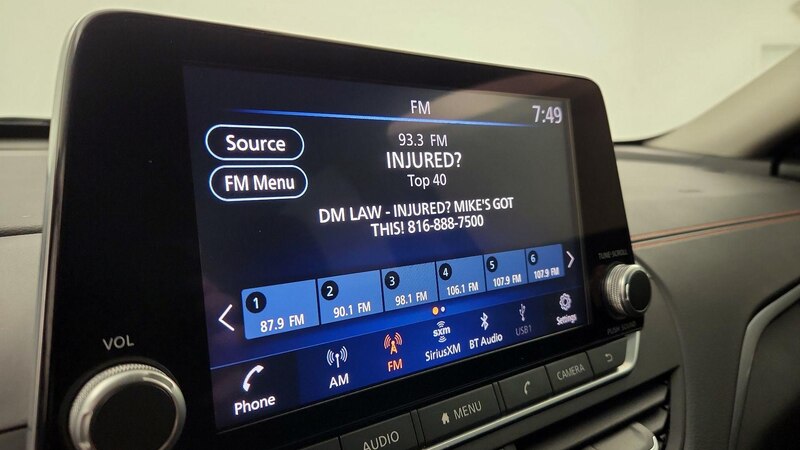 FM
7:49
Source
93.3 FM
INJURED?
FM Menu
Top 40
DM LAW - INJURED? MIKE'S GOT
THIS! 816-888-7500
1
87.9 FM
2
90.1 FM
3
98.1 FM
4
106.1 FM
5
107.9 FM
6
107.9 FM
Phone
AM
FM
sxm
SiriusXM
BT Audio
USB1
Settings
VOL
TUNE·SCROLL
PUSH SOUND
AUDIO
MENU
CAMERA